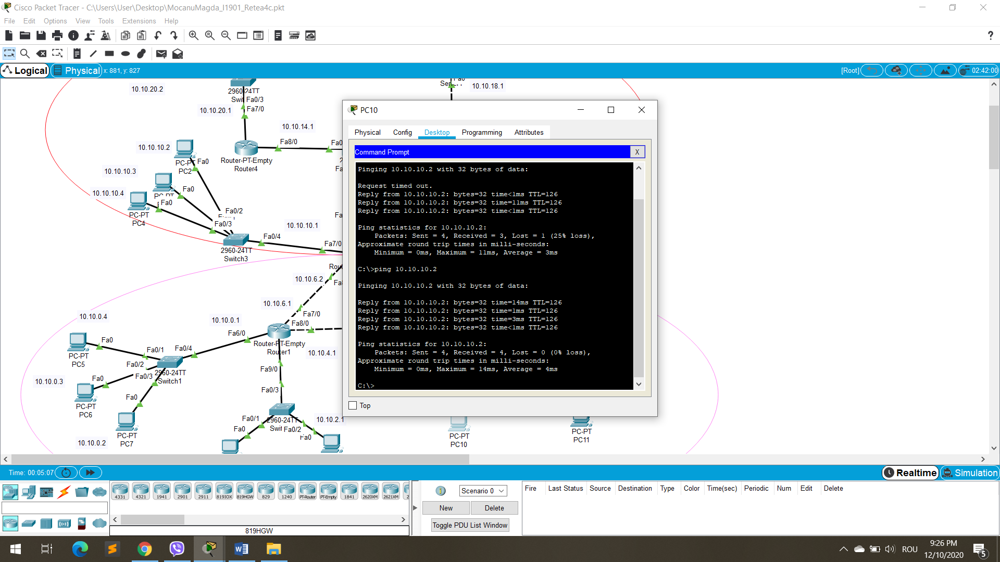 Cisco Packet Tracer - C:\Users\User\Desktop\MocanuMagda_I1901_Retea4c.pkt
File Edit Options View Tools Extensions Help
?
Logical Physical x: 881, y: 827 [Root] 02:42:00
10.10.20.2
2960-24TT
Fa0/3
10.10.20.1
Fa7/0
10.10.14.1
Fa8/0
10.10.18.1
Router-PT-Empty
Router4
10.10.10.2
PC2
Fa0
10.10.10.3
Fa0
10.10.10.4
Fa0
PC-PT
PC4
Fa0/2
Fa0/3
10.10.10.1
Fa0/4
Fa7/0
2960-24TT
Switch3
10.10.6.2
10.10.6.1
Fa7/0
Fa8/0
10.10.0.4
10.10.0.1
Fa6/0
Router-PT-Empty
Router1
10.10.4.1
Fa0
PC-PT
PC5
Fa0/1
Fa0/4
Fa0/2
Fa0/3
2960-24TT
Switch1
10.10.0.3
Fa0
PC-PT
PC6
Fa0
PC-PT
PC7
10.10.0.2
Fa9/0
Fa0/3
2960-24TT
Fa0/1
Fa0/2
10.10.2.1
Fa0
Fa0
PC-PT
PC10
PC-PT
PC11
PC10
Physical Config Desktop Programming Attributes
Command Prompt X
Pinging 10.10.10.2 with 32 bytes of data:
Request timed out.
Reply from 10.10.10.2: bytes=32 time<1ms TTL=126
Reply from 10.10.10.2: bytes=32 time=11ms TTL=126
Reply from 10.10.10.2: bytes=32 time<1ms TTL=126
Ping statistics for 10.10.10.2:
Packets: Sent = 4, Received = 3, Lost = 1 (25% loss),
Approximate round trip times in milli-seconds:
Minimum = 0ms, Maximum = 11ms, Average = 3ms
C:\>ping 10.10.10.2
Pinging 10.10.10.2 with 32 bytes of data:
Reply from 10.10.10.2: bytes=32 time=14ms TTL=126
Reply from 10.10.10.2: bytes=32 time=1ms TTL=126
Reply from 10.10.10.2: bytes=32 time=3ms TTL=126
Reply from 10.10.10.2: bytes=32 time<1ms TTL=126
Ping statistics for 10.10.10.2:
Packets: Sent = 4, Received = 4, Lost = 0 (0% loss),
Approximate round trip times in milli-seconds:
Minimum = 0ms, Maximum = 14ms, Average = 4ms
C:\>
Top
Time: 00:05:07 Realtime Simulation
4331 4321 1941 2901 2911 819IOX 819HGW 829 1240 PT-Router PT-Empty 1841 2620XM 2621XM
819HGW
Scenario 0
New Delete
Toggle PDU List Window
Fire Last Status Source Destination Type Color Time(sec) Periodic Num Edit Delete
ROU
9:26 PM
12/10/2020
5